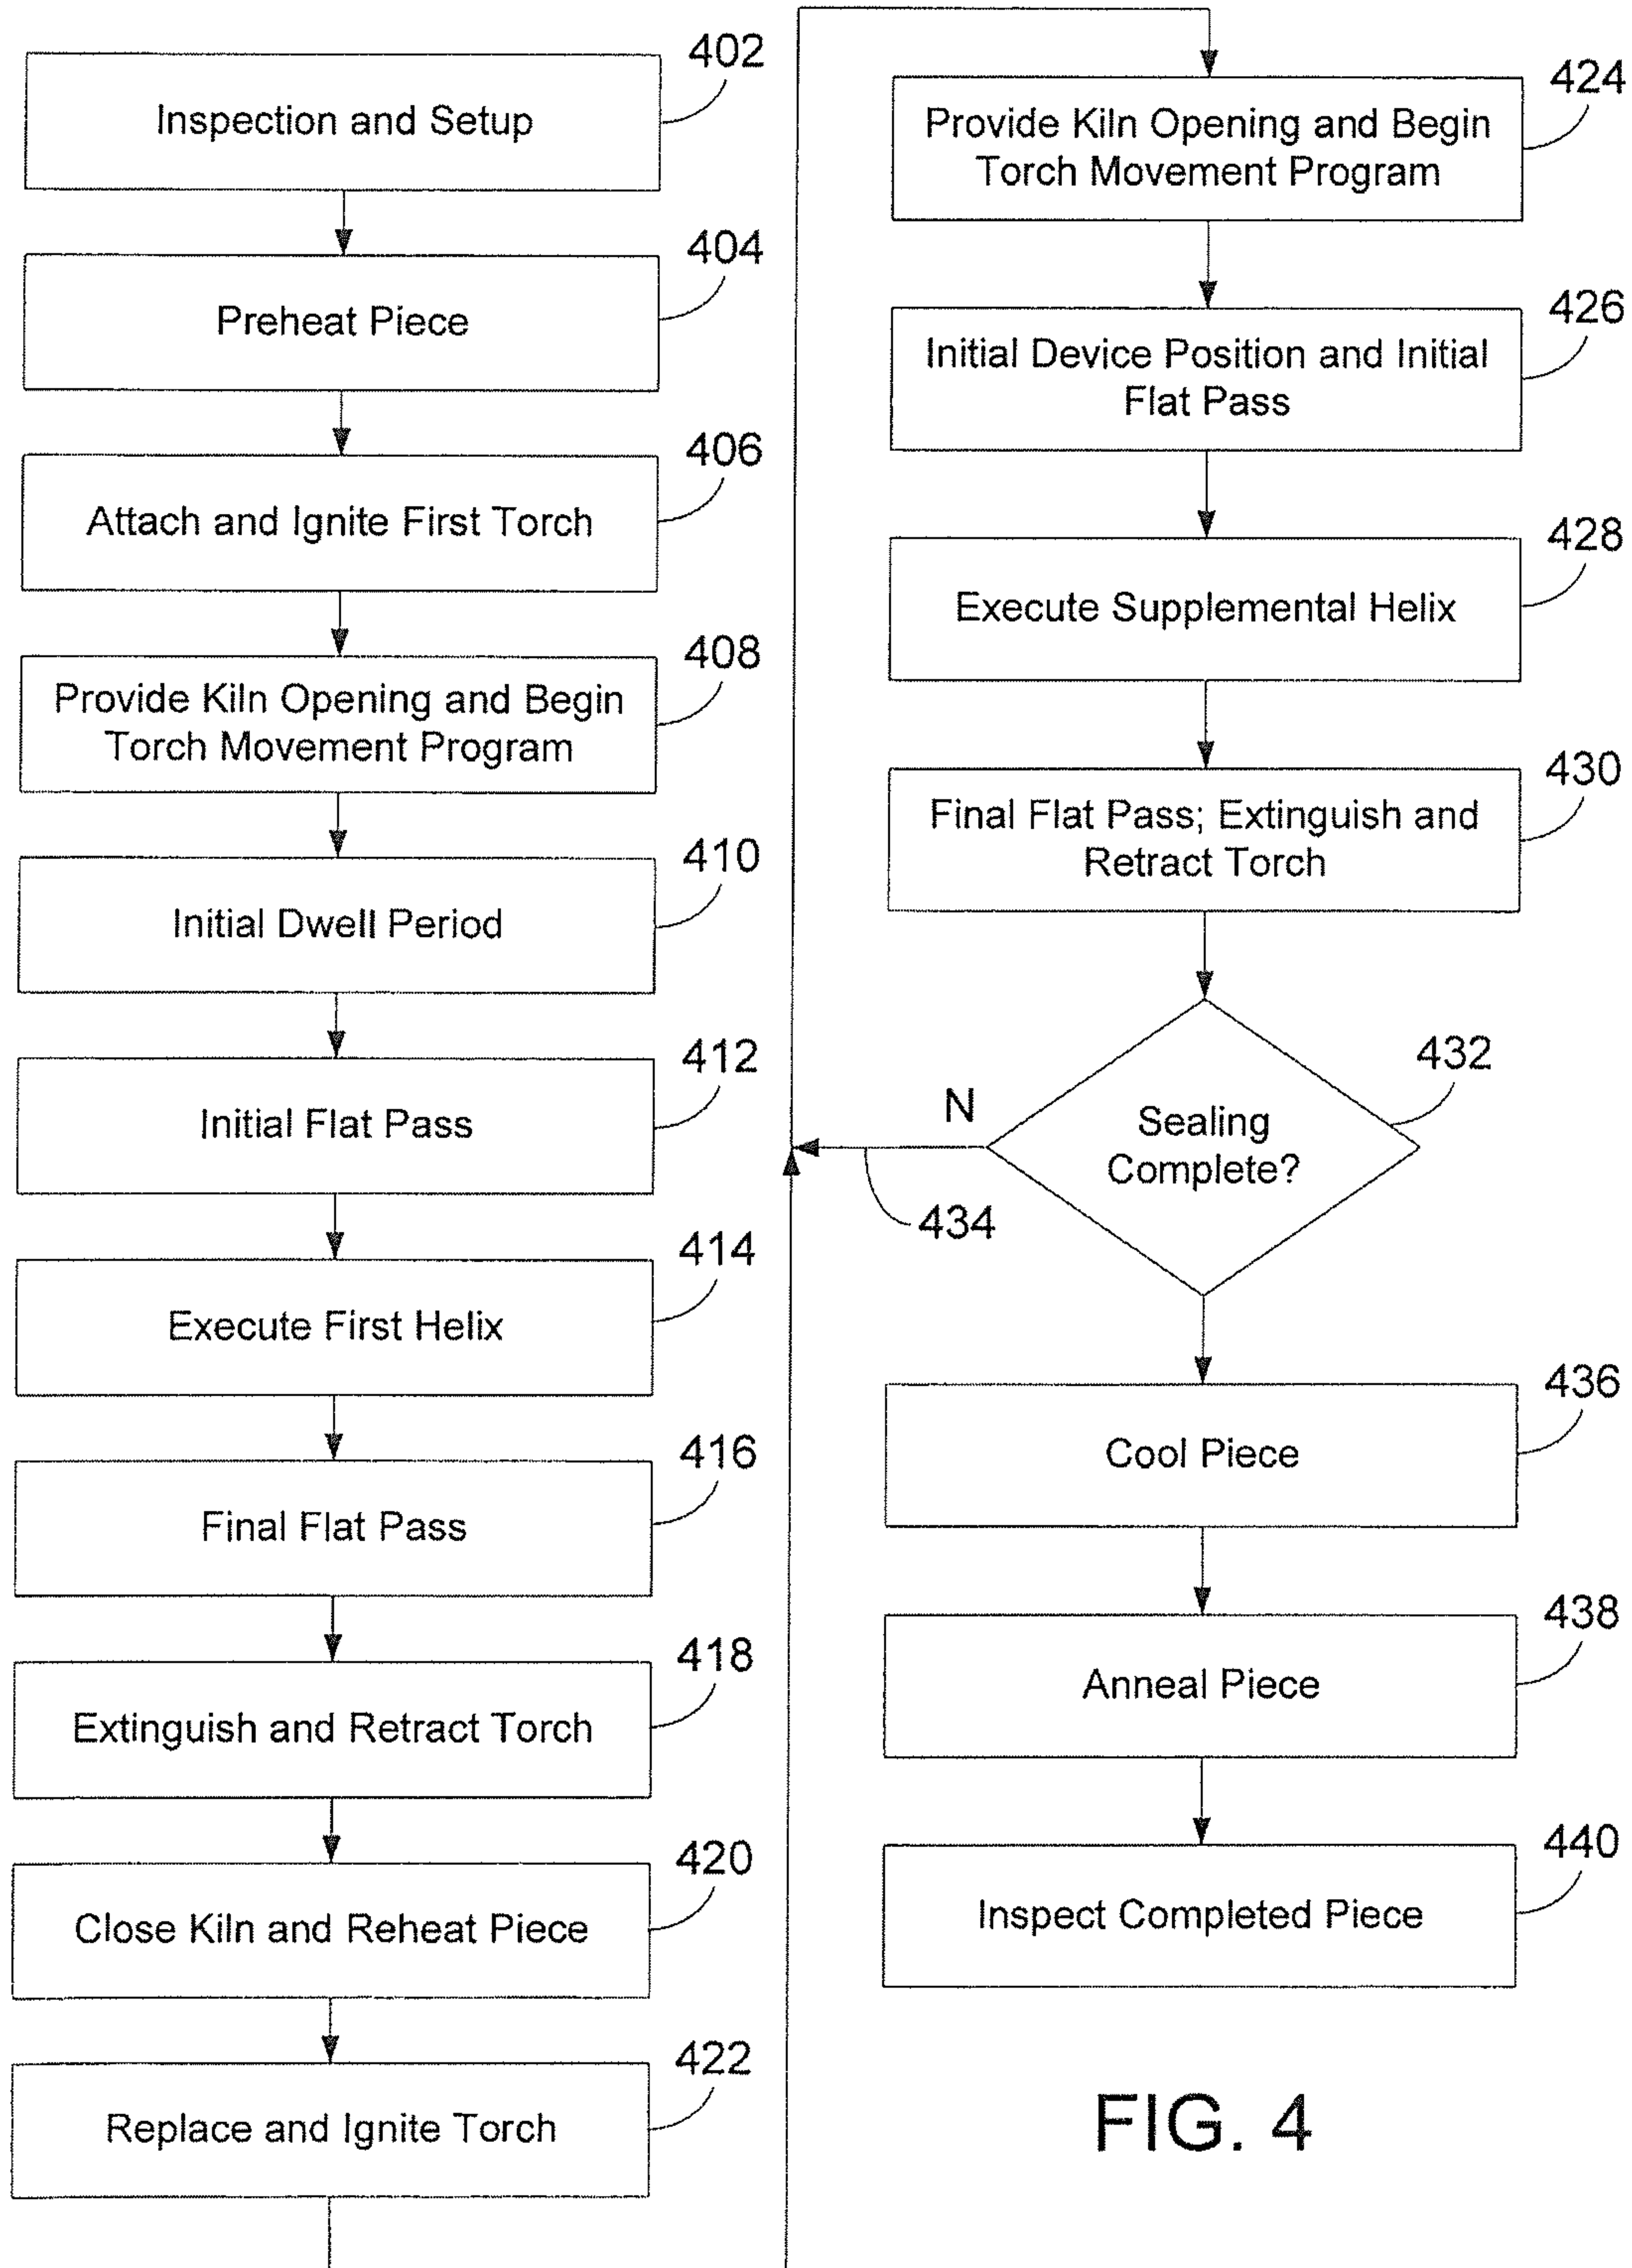 402
Inspection and Setup
404
Preheat Piece
406
Attach and Ignite First Torch
408
Provide Kiln Opening and Begin
Torch Movement Program
410
Initial Dwell Period
412
Initial Flat Pass
414
Execute First Helix
416
Final Flat Pass
418
Extinguish and Retract Torch
420
Close Kiln and Reheat Piece
422
Replace and Ignite Torch
424
Provide Kiln Opening and Begin
Torch Movement Program
426
Initial Device Position and Initial
Flat Pass
428
Execute Supplemental Helix
430
Final Flat Pass; Extinguish and
Retract Torch
432
Sealing
Complete?
N
434
436
Cool Piece
438
Anneal Piece
440
Inspect Completed Piece
FIG. 4